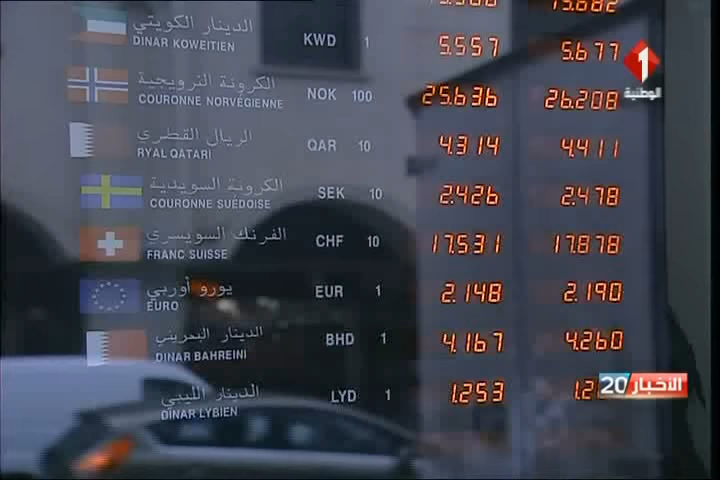 15.682
الدينار الكويتي
DINAR KOWEITIEN KWD 1 5.557 5.677
1
الوطنية
الكرونة النرويجية
COURONNE NORVÉGIENNE NOK 100 25.636 26.208
الريال القطري
RYAL QATARI QAR 10 4.314 4.411
الكرونة السويدية
COURONNE SUÉDOISE SEK 10 2.426 2.478
الفرنك السويسري
FRANC SUISSE CHF 10 17.531 17.878
يورو أوربي
EURO EUR 1 2.148 2.190
الدينار البحريني
DINAR BAHREINI BHD 1 4.167 4.260
الدينار الليبي
DINAR LYBIEN LYD 1 1.253
الأخبار 20